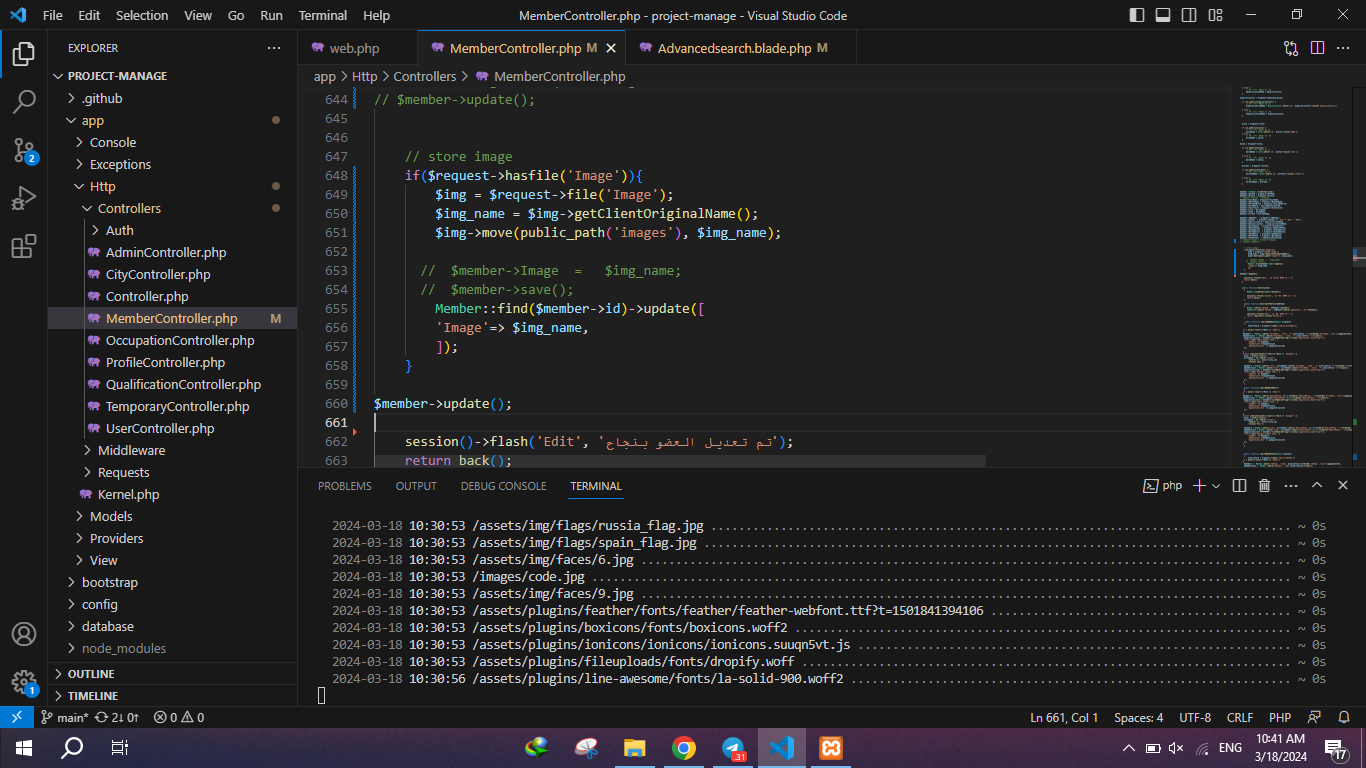 File Edit Selection View Go Run Terminal Help
MemberController.php - project-manage - Visual Studio Code
EXPLORER
PROJECT-MANAGE
.github
app
Console
Exceptions
Http
Controllers
Auth
AdminController.php
CityController.php
Controller.php
MemberController.php M
OccupationController.php
ProfileController.php
QualificationController.php
TemporaryController.php
UserController.php
Middleware
Requests
Kernel.php
Models
Providers
View
bootstrap
config
database
node_modules
OUTLINE
TIMELINE
2
1
web.php
MemberController.php M
Advancedsearch.blade.php M
app > Http > Controllers > MemberController.php
644 // $member->update();
645
646
647 // store image
648 if($request->hasfile('Image')){
649 $img = $request->file('Image');
650 $img_name = $img->getClientOriginalName();
651 $img->move(public_path('images'), $img_name);
652
653 // $member->Image = $img_name;
654 // $member->save();
655 Member::find($member->id)->update([
656 'Image'=> $img_name,
657 ]);
658 }
659
660 $member->update();
661
662 session()->flash('Edit', 'تم تعديل العضو بنجاح');
663 return back();
PROBLEMS OUTPUT DEBUG CONSOLE TERMINAL
php
2024-03-18 10:30:53 /assets/img/flags/russia_flag.jpg ~ 0s
2024-03-18 10:30:53 /assets/img/flags/spain_flag.jpg ~ 0s
2024-03-18 10:30:53 /assets/img/faces/6.jpg ~ 0s
2024-03-18 10:30:53 /images/code.jpg ~ 0s
2024-03-18 10:30:53 /assets/img/faces/9.jpg ~ 0s
2024-03-18 10:30:53 /assets/plugins/feather/fonts/feather/feather-webfont.ttf?t=1501841394106 ~ 0s
2024-03-18 10:30:53 /assets/plugins/boxicons/fonts/boxicons.woff2 ~ 0s
2024-03-18 10:30:53 /assets/plugins/ionicons/ionicons/ionicons.suuqn5vt.js ~ 0s
2024-03-18 10:30:53 /assets/plugins/fileuploads/fonts/dropify.woff ~ 0s
2024-03-18 10:30:56 /assets/plugins/line-awesome/fonts/la-solid-900.woff2 ~ 0s
main* 2↓ 0↑ 0 0
Ln 661, Col 1 Spaces: 4 UTF-8 CRLF PHP
.31
ENG
10:41 AM
3/18/2024
17